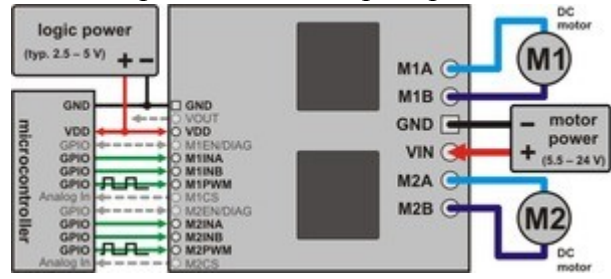 logic power
(typ. 2.5 – 5 V)
+ −
microcontroller
GND
VDD
GPIO
GPIO
GPIO
GPIO
Analog In
GPIO
GPIO
GPIO
GPIO
Analog In
GND
VOUT
VDD
M1EN/DIAG
M1INA
M1INB
M1PWM
M1CS
M2EN/DIAG
M2INA
M2INB
M2PWM
M2CS
M1A
M1B
GND
VIN
M2A
M2B
DC
motor
M1
− motor
power
+
(5.5 – 24 V)
M2
DC
motor